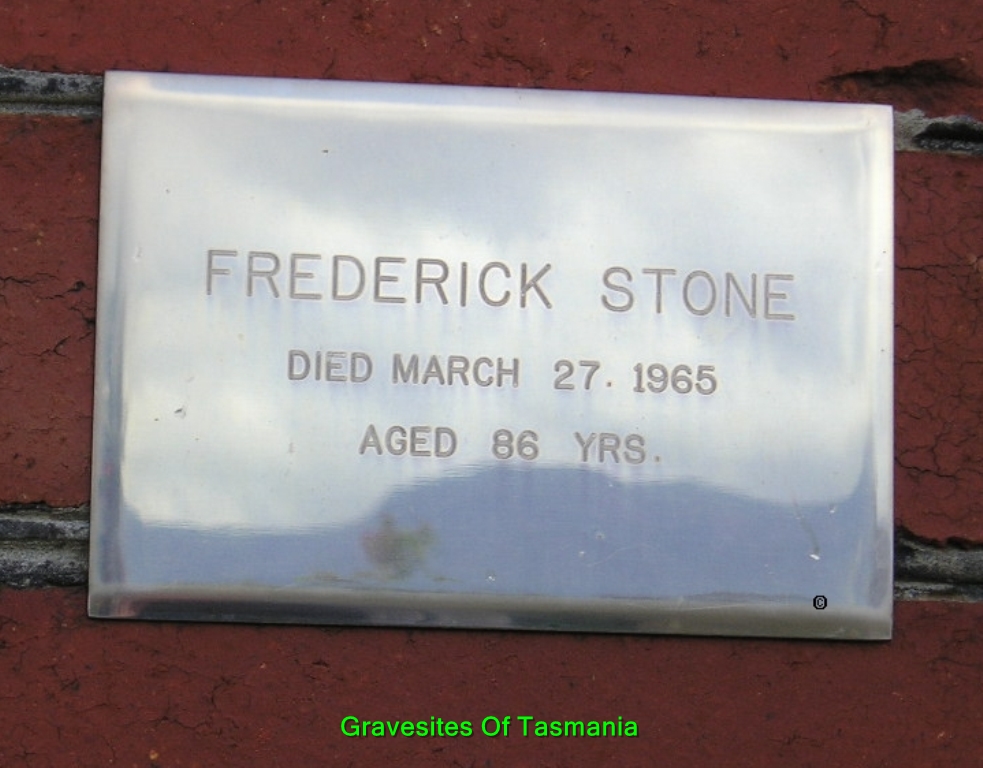 FREDERICK STONE
DIED MARCH 27. 1965
AGED 86 YRS.
©
Gravesites Of Tasmania